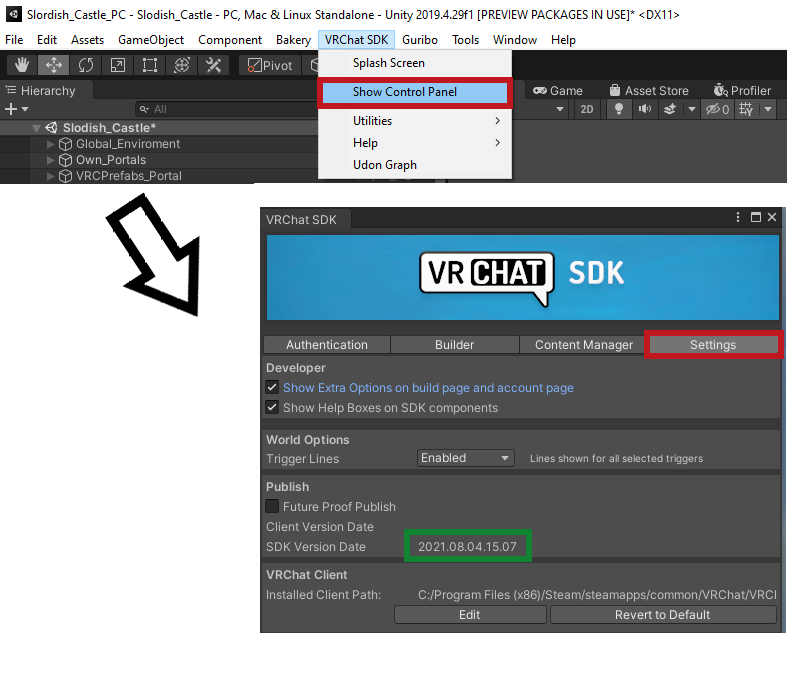 Slordish_Castle_PC - Slodish_Castle - PC, Mac & Linux Standalone - Unity 2019.4.29f1 [PREVIEW PACKAGES IN USE]* <DX11>
File Edit Assets GameObject Component Bakery VRChat SDK Guribo Tools Window Help
Pivot
Splash Screen
Show Control Panel
Utilities
Help
Udon Graph
Hierarchy
Game Asset Store Profiler
All
2D 0
Slodish_Castle*
Global_Enviroment
Own_Portals
VRCPrefabs_Portal
VRChat SDK
VR CHAT SDK
Authentication Builder Content Manager Settings
Developer
Show Extra Options on build page and account page
Show Help Boxes on SDK components
World Options
Trigger Lines Enabled Lines shown for all selected triggers
Publish
Future Proof Publish
Client Version Date
SDK Version Date 2021.08.04.15.07
VRChat Client
Installed Client Path: C:/Program Files (x86)/Steam/steamapps/common/VRChat/VRCl
Edit Revert to Default